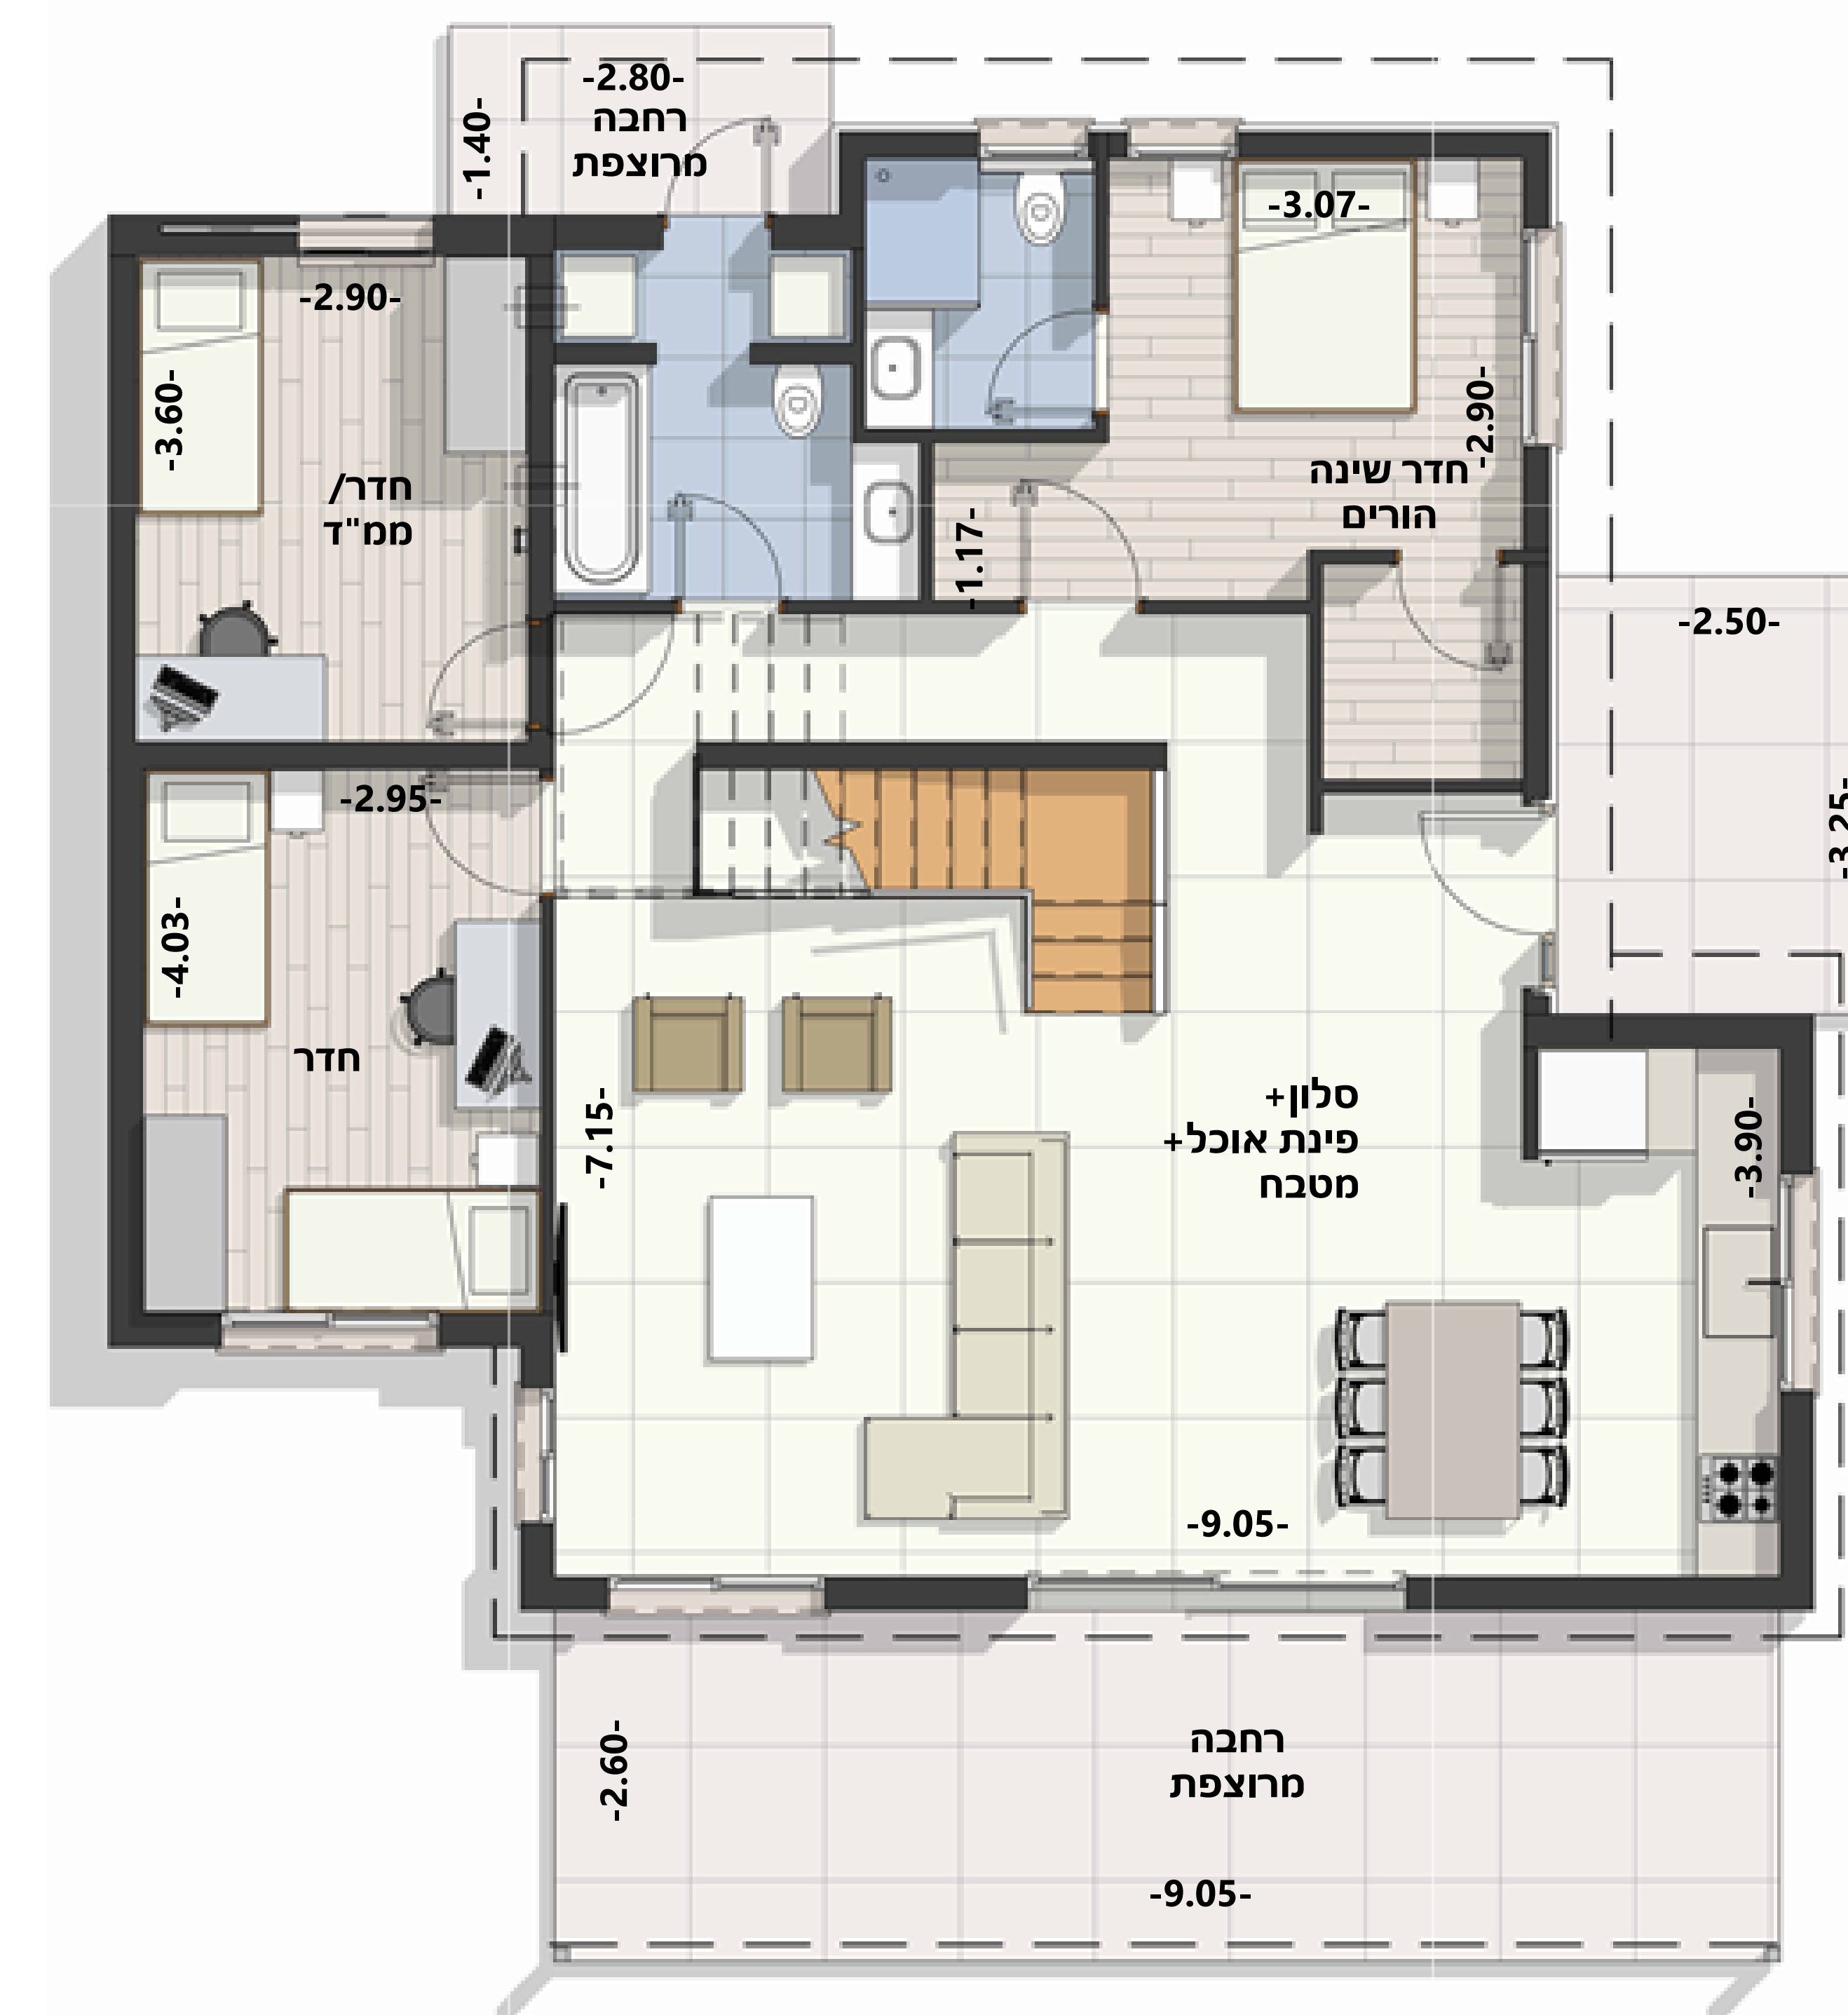 -2.80-
רחבה
מרוצפת
-1.40-
-3.07-
-2.90-
-3.60-
חדר/
ממ"ד
-2.90-
חדר שינה
הורים
-1.17-
-2.50-
-3.25-
-2.95-
-4.03-
חדר
-7.15-
סלון+
פינת אוכל+
מטבח
-3.90-
-9.05-
רחבה
מרוצפת
-2.60-
-9.05-